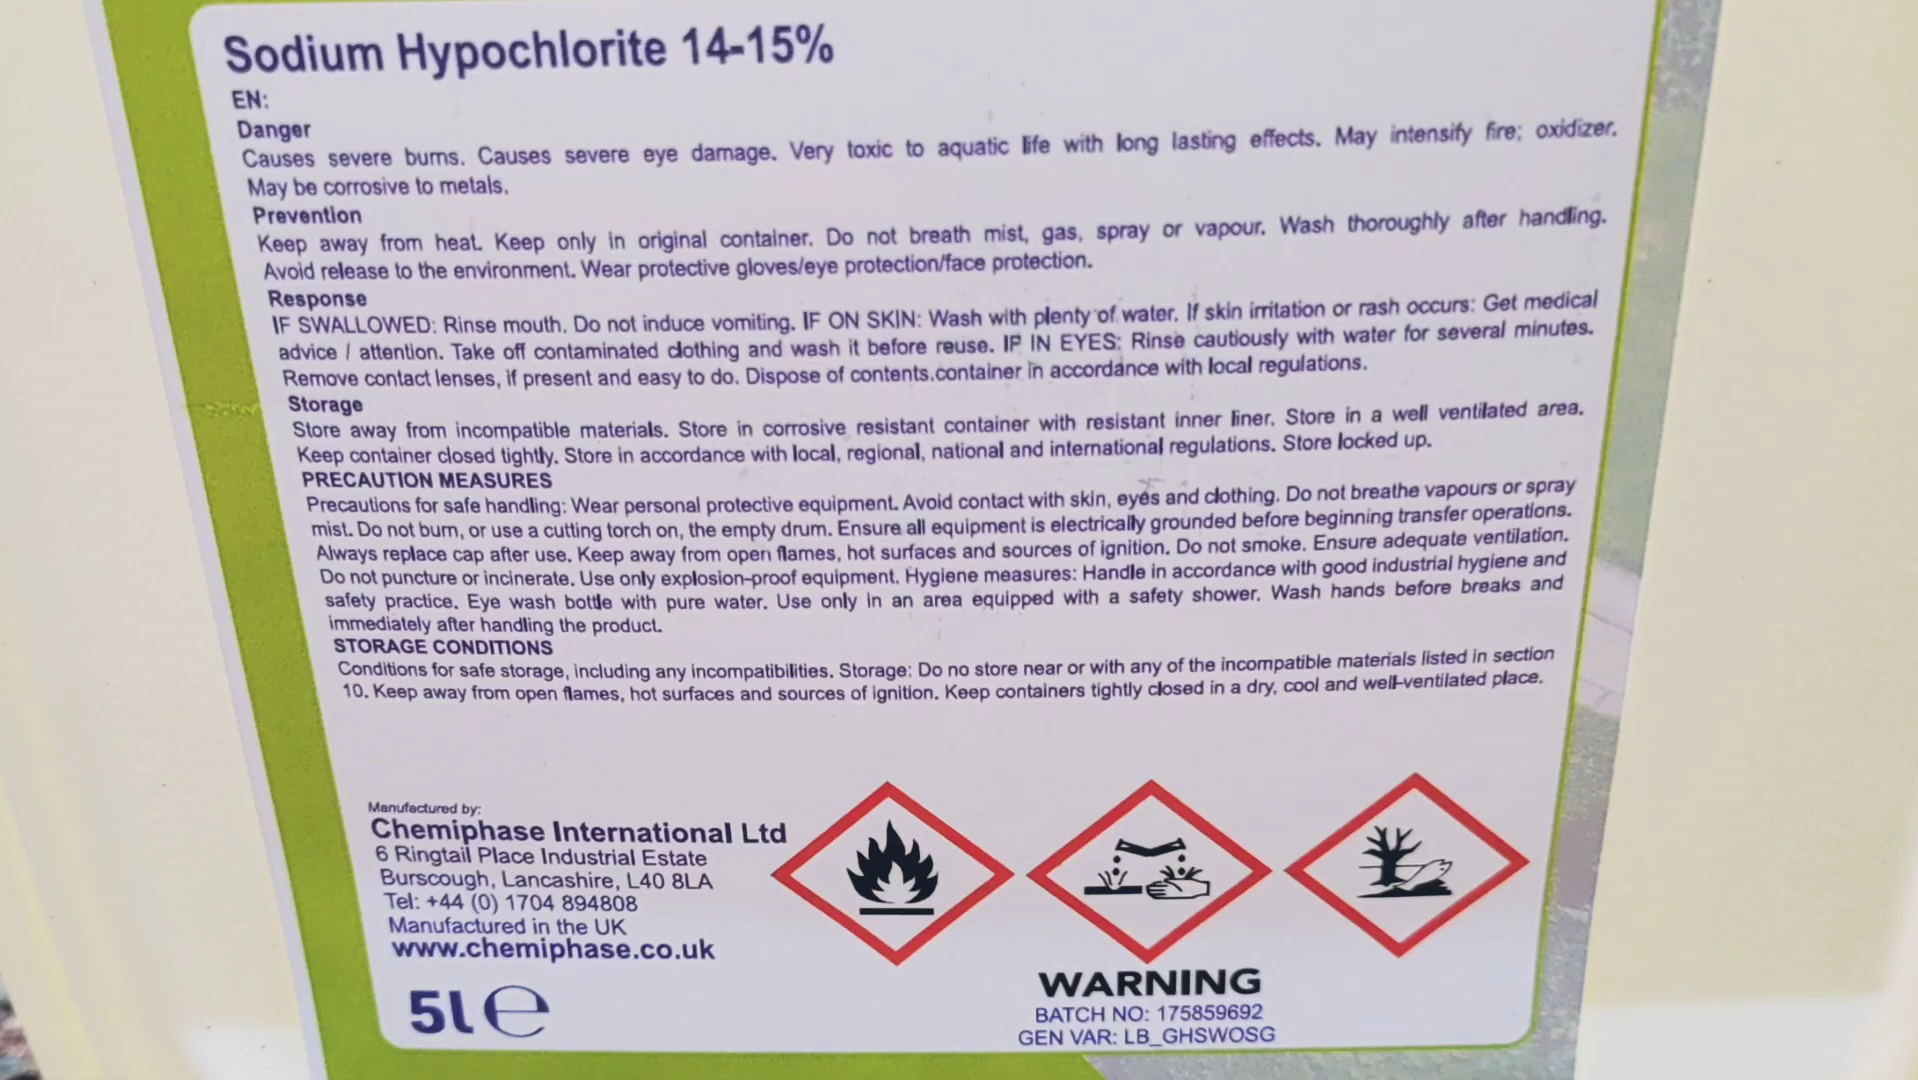 Sodium Hypochlorite 14-15%
EN:
Danger
Causes severe burns. Causes severe eye damage. Very toxic to aquatic life with long lasting effects. May intensify fire; oxidizer.
May be corrosive to metals.
Prevention
Keep away from heat. Keep only in original container. Do not breath mist, gas, spray or vapour. Wash thoroughly after handling.
Avoid release to the environment. Wear protective gloves/eye protection/face protection.
Response
IF SWALLOWED: Rinse mouth. Do not induce vomiting. IF ON SKIN: Wash with plenty of water. If skin irritation or rash occurs: Get medical
advice / attention. Take off contaminated clothing and wash it before reuse. IF IN EYES: Rinse cautiously with water for several minutes.
Remove contact lenses, if present and easy to do. Dispose of contents.container in accordance with local regulations.
Storage
Store away from incompatible materials. Store in corrosive resistant container with resistant inner liner. Store in a well ventilated area.
Keep container closed tightly. Store in accordance with local, regional, national and international regulations. Store locked up.
PRECAUTION MEASURES
Precautions for safe handling: Wear personal protective equipment. Avoid contact with skin, eyes and clothing. Do not breathe vapours or spray
mist. Do not burn, or use a cutting torch on, the empty drum. Ensure all equipment is electrically grounded before beginning transfer operations.
Always replace cap after use. Keep away from open flames, hot surfaces and sources of ignition. Do not smoke. Ensure adequate ventilation.
Do not puncture or incinerate. Use only explosion-proof equipment. Hygiene measures: Handle in accordance with good industrial hygiene and
safety practice. Eye wash bottle with pure water. Use only in an area equipped with a safety shower. Wash hands before breaks and
immediately after handling the product.
STORAGE CONDITIONS
Conditions for safe storage, including any incompatibilities. Storage: Do no store near or with any of the incompatible materials listed in section
10. Keep away from open flames, hot surfaces and sources of ignition. Keep containers tightly closed in a dry, cool and well-ventilated place.
Manufactured by:
Chemiphase International Ltd
6 Ringtail Place Industrial Estate
Burscough, Lancashire, L40 8LA
Tel: +44 (0) 1704 894808
Manufactured in the UK
www.chemiphase.co.uk
5l ℮
WARNING
BATCH NO: 175859692
GEN VAR: LB_GHSWOSG